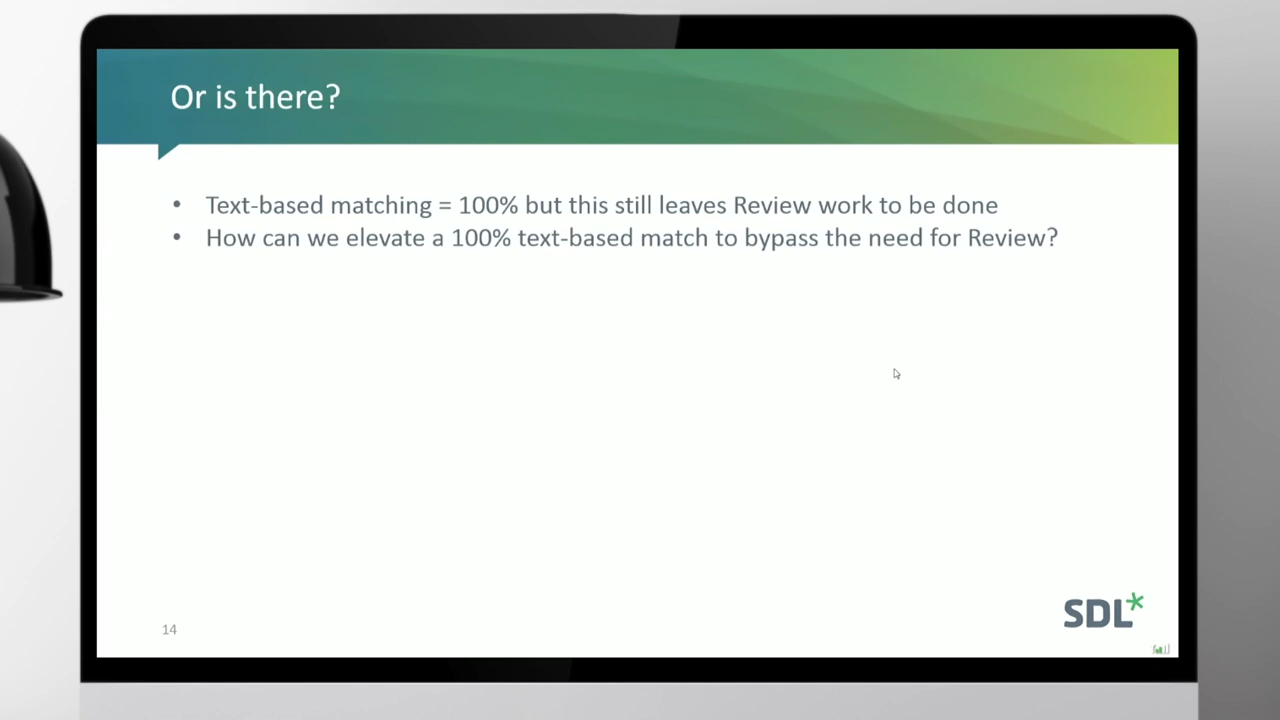 Or is there?
• Text-based matching = 100% but this still leaves Review work to be done
• How can we elevate a 100% text-based match to bypass the need for Review?
14
SDL*